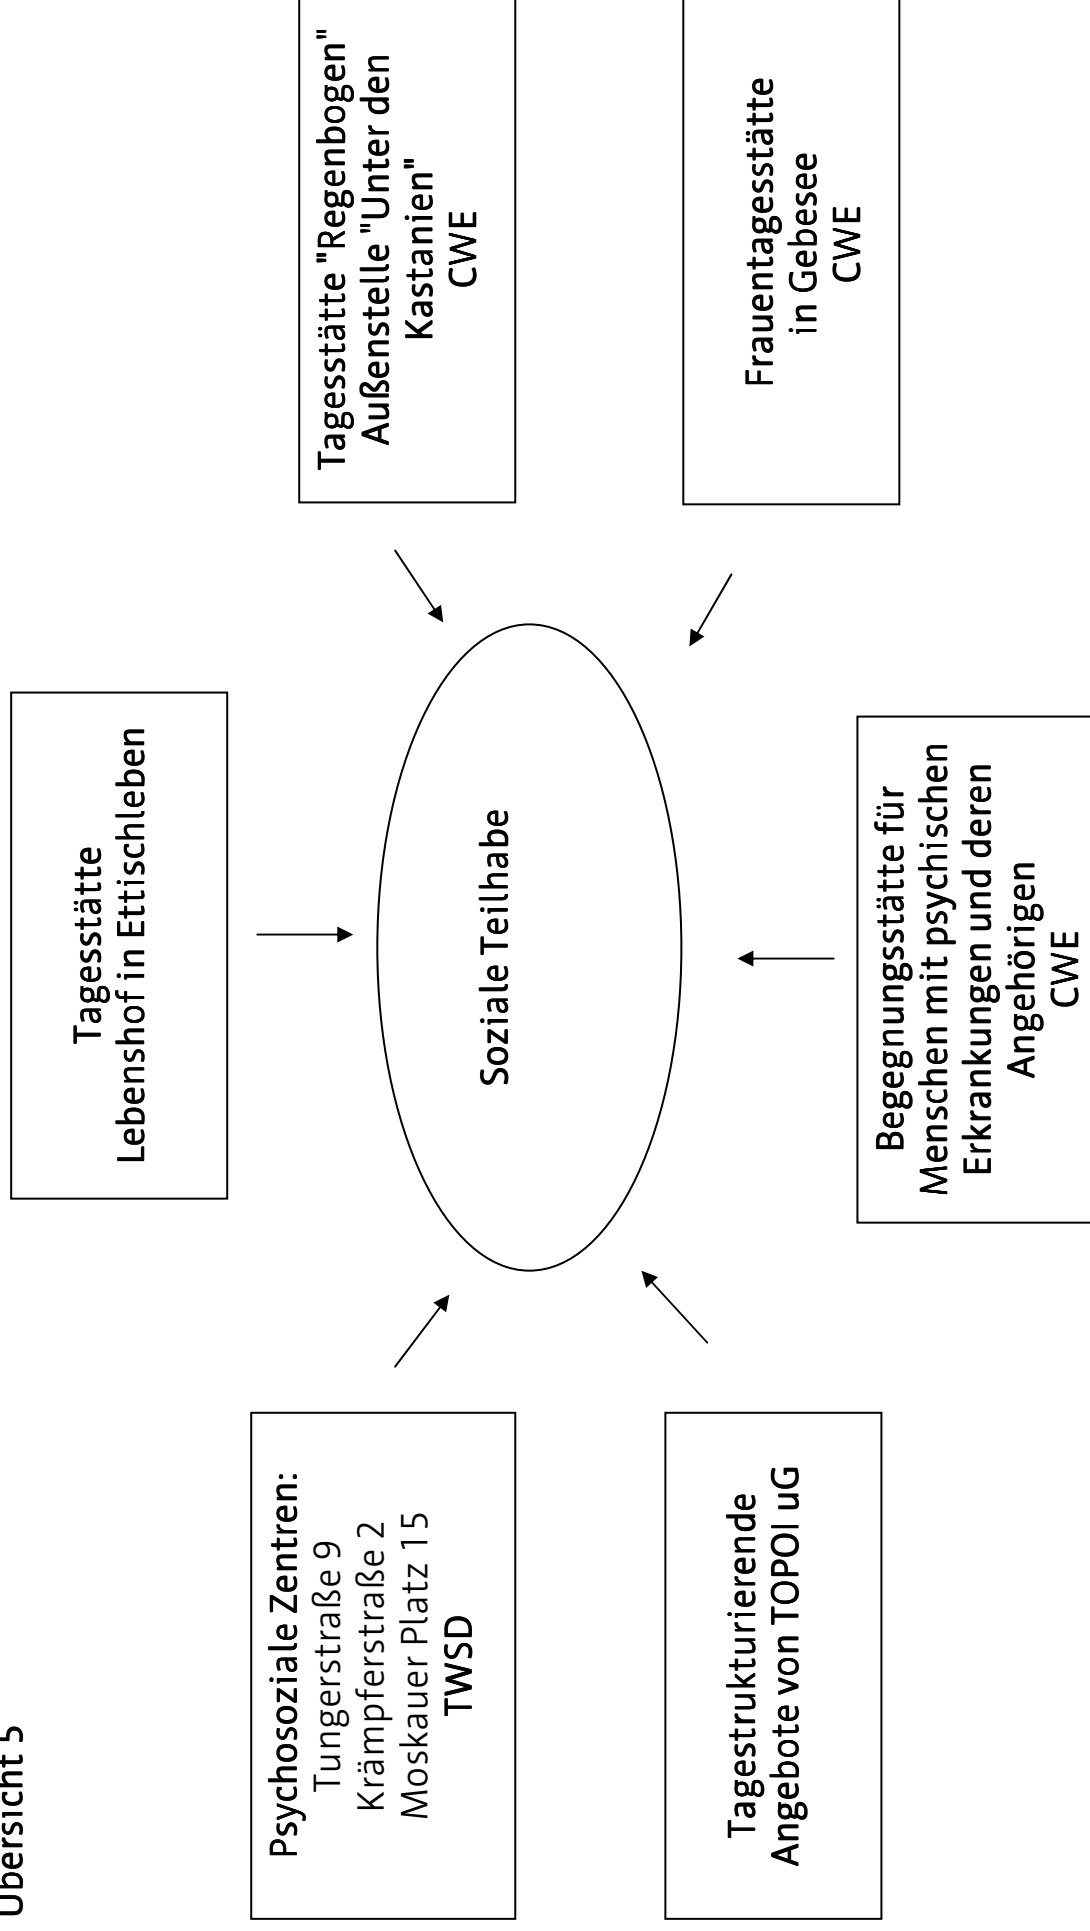 Übersicht 5
Tagesstätte
Lebenshof in Ettischleben
Psychosoziale Zentren:
Tungerstraße 9
Krämpferstraße 2
Moskauer Platz 15
TWSD
Tagesstätte "Regenbogen"
Außenstelle "Unter den
Kastanien"
CWE
Soziale Teilhabe
Tagestrukturierende
Angebote von TOPOI uG
Frauentagesstätte
in Gebesee
CWE
Begegnungsstätte für
Menschen mit psychischen
Erkrankungen und deren
Angehörigen
CWE